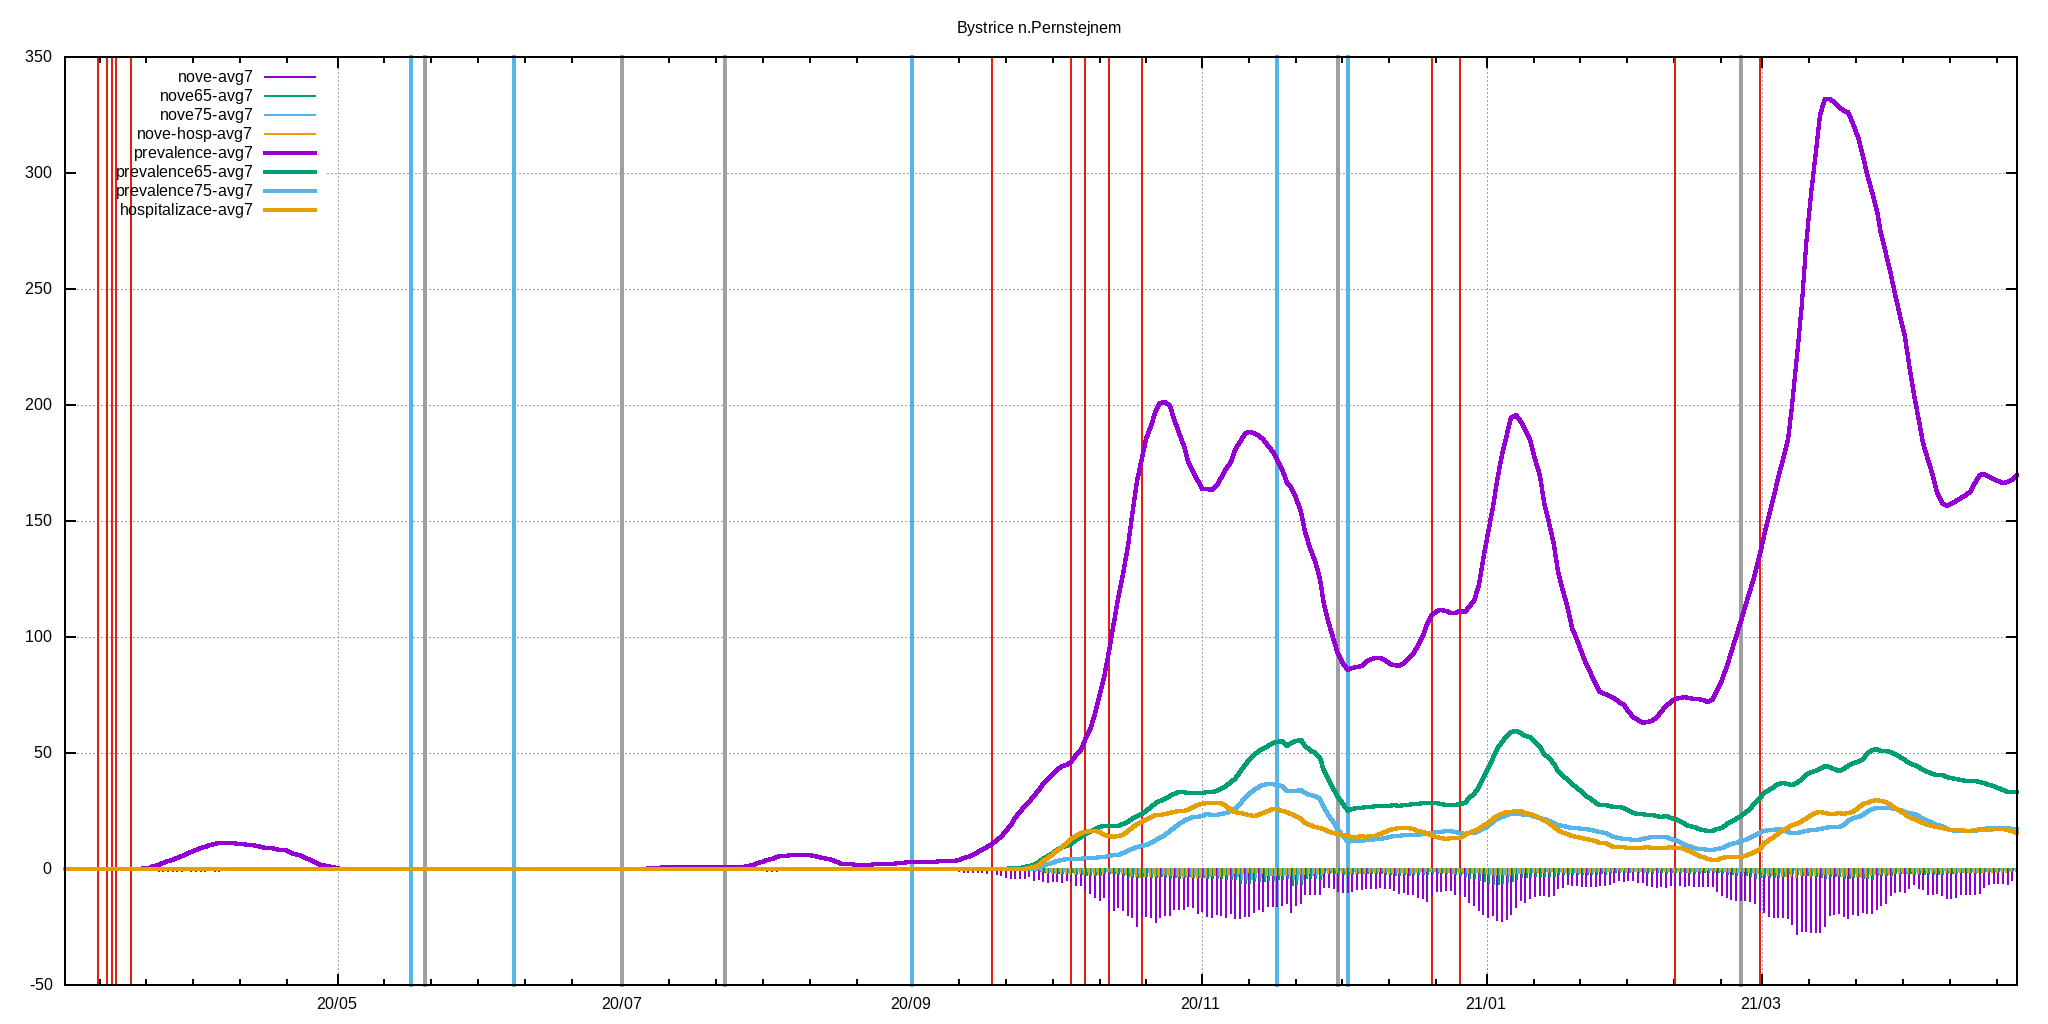 Bystrice n.Pernstejnem
350
300
250
200
150
100
50
0
-50
nove-avg7
nove65-avg7
nove75-avg7
nove-hosp-avg7
prevalence-avg7
prevalence65-avg7
prevalence75-avg7
hospitalizace-avg7
20/05 20/07 20/09 20/11 21/01 21/03